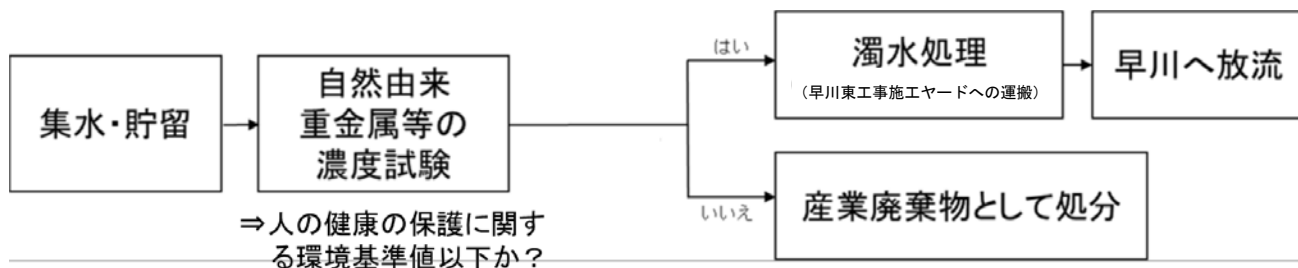 集水・貯留
自然由来
重金属等の
濃度試験
⇒人の健康の保護に関す
る環境基準値以下か？
はい
濁水処理
（早川東工事施工ヤードへの運搬）
早川へ放流
いいえ
産業廃棄物として処分